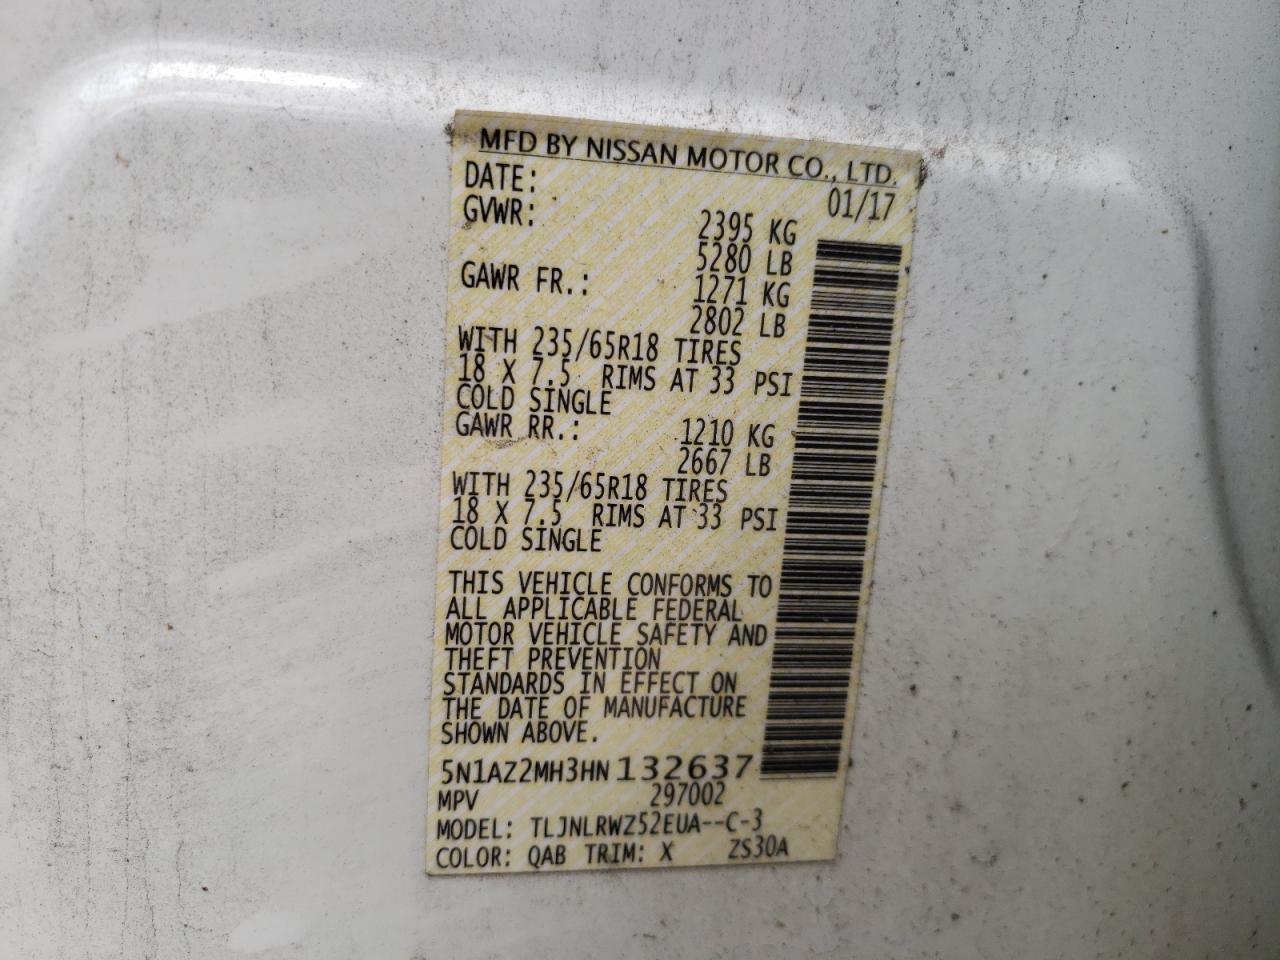 MFD BY NISSAN MOTOR CO., LTD.
DATE: 01/17
GVWR: 2395 KG
5280 LB
GAWR FR.: 1271 KG
2802 LB
WITH 235/65R18 TIRES
18 X 7.5 RIMS AT 33 PSI
COLD SINGLE
GAWR RR.: 1210 KG
2667 LB
WITH 235/65R18 TIRES
18 X 7.5 RIMS AT 33 PSI
COLD SINGLE
THIS VEHICLE CONFORMS TO
ALL APPLICABLE FEDERAL
MOTOR VEHICLE SAFETY AND
THEFT PREVENTION
STANDARDS IN EFFECT ON
THE DATE OF MANUFACTURE
SHOWN ABOVE.
5N1AZ2MH3HN132637
MPV 297002
MODEL: TLJNLRWZ52EUA--C-3
COLOR: QAB TRIM: X ZS30A